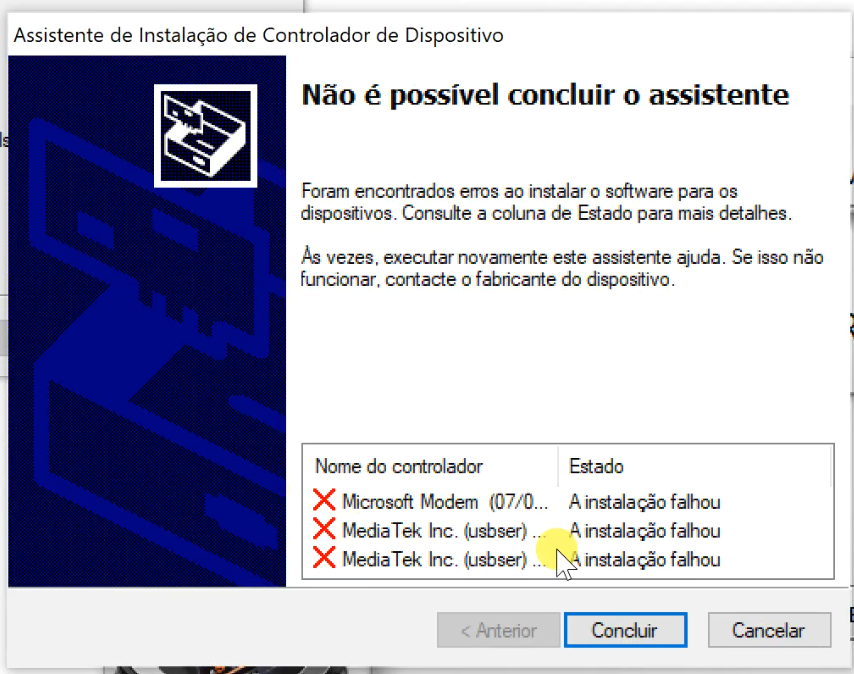 Assistente de Instalação de Controlador de Dispositivo
Não é possível concluir o assistente
Foram encontrados erros ao instalar o software para os
dispositivos. Consulte a coluna de Estado para mais detalhes.
Às vezes, executar novamente este assistente ajuda. Se isso não
funcionar, contacte o fabricante do dispositivo.
Nome do controlador Estado
Microsoft Modem (07/0... A instalação falhou
MediaTek Inc. (usbser) ... A instalação falhou
MediaTek Inc. (usbser) ... A instalação falhou
< Anterior Concluir Cancelar